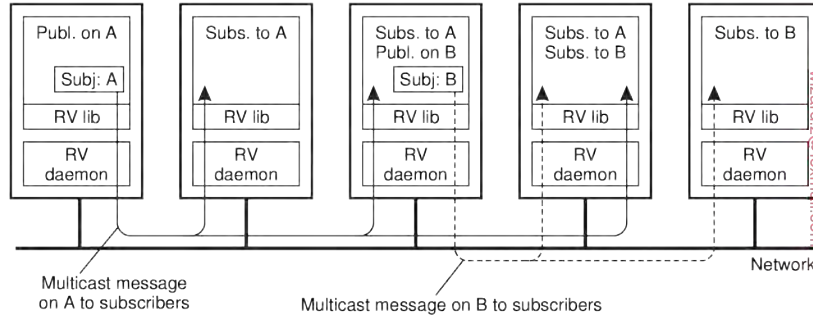 Publ. on A
Subj: A
RV lib
RV
daemon
Subs. to A
RV lib
RV
daemon
Subs. to A
Publ. on B
Subj: B
RV lib
RV
daemon
Subs. to A
Subs. to B
RV lib
RV
daemon
Subs. to B
RV lib
RV
daemon
Network
Multicast message
on A to subscribers
Multicast message on B to subscribers